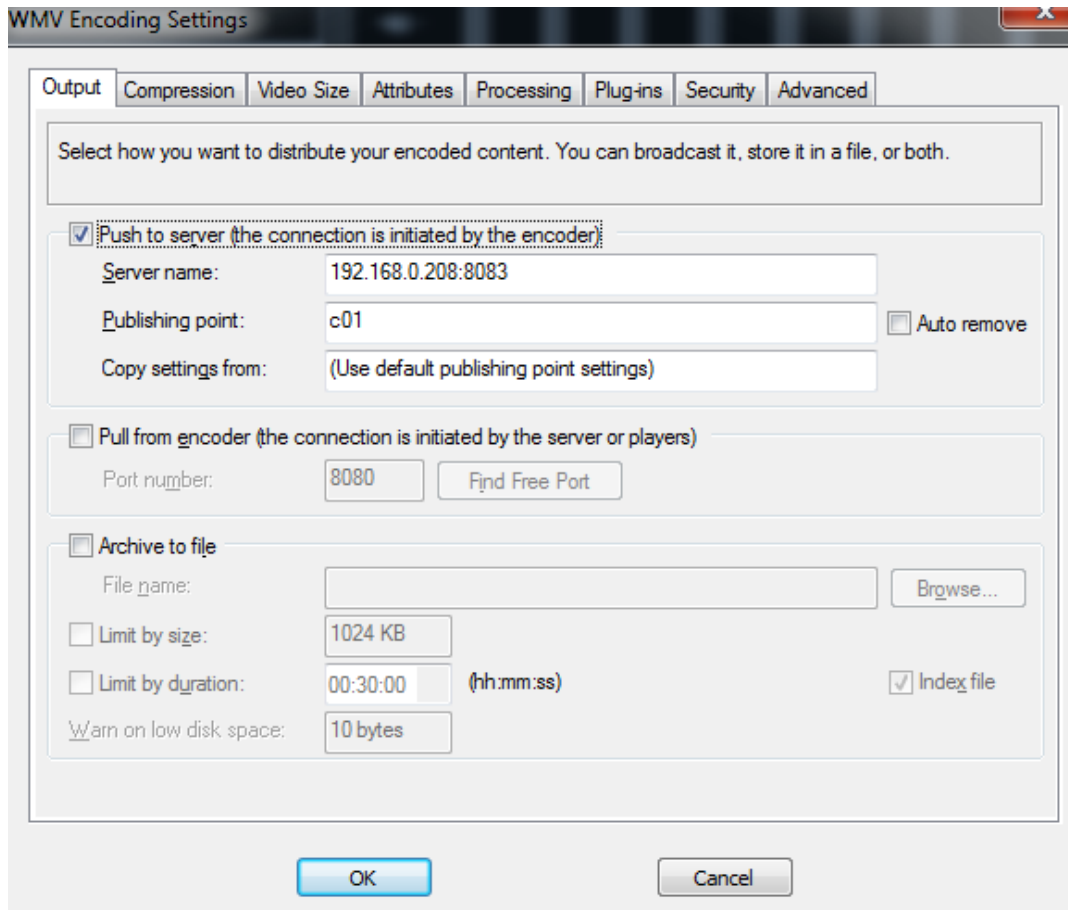 WMV Encoding Settings
Output Compression Video Size Attributes Processing Plug-ins Security Advanced
Select how you want to distribute your encoded content. You can broadcast it, store it in a file, or both.
Push to server (the connection is initiated by the encoder)
Server name: 192.168.0.208:8083
Publishing point: c01 Auto remove
Copy settings from: (Use default publishing point settings)
Pull from encoder (the connection is initiated by the server or players)
Port number: 8080 Find Free Port
Archive to file
File name: Browse...
Limit by size: 1024 KB
Limit by duration: 00:30:00 (hh:mm:ss) Index file
Warn on low disk space: 10 bytes
OK Cancel